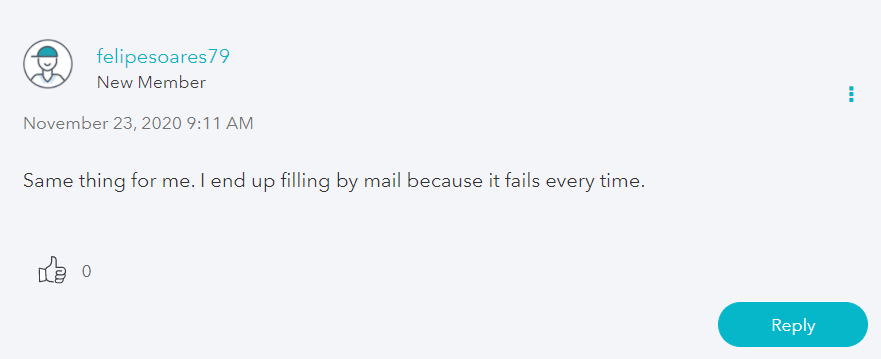 felipesoares79
New Member
November 23, 2020 9:11 AM
Same thing for me. I end up filling by mail because it fails every time.
0
Reply